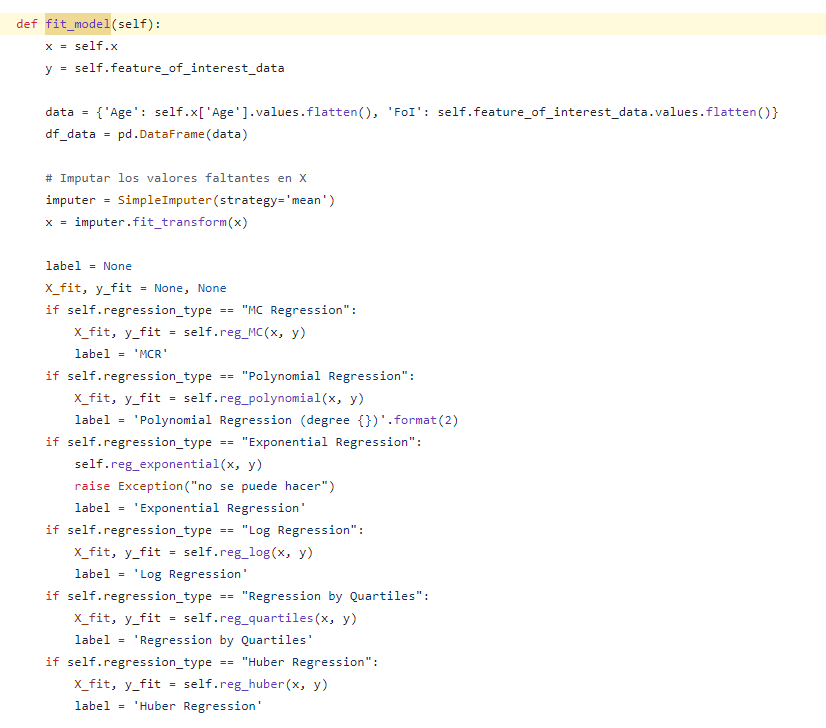 def fit_model(self):
    x = self.x
    y = self.feature_of_interest_data

    data = {'Age': self.x['Age'].values.flatten(), 'FoI': self.feature_of_interest_data.values.flatten()}
    df_data = pd.DataFrame(data)

    # Imputar los valores faltantes en X
    imputer = SimpleImputer(strategy='mean')
    x = imputer.fit_transform(x)

    label = None
    X_fit, y_fit = None, None
    if self.regression_type == "MC Regression":
        X_fit, y_fit = self.reg_MC(x, y)
        label = 'MCR'
    if self.regression_type == "Polynomial Regression":
        X_fit, y_fit = self.reg_polynomial(x, y)
        label = 'Polynomial Regression (degree {})'.format(2)
    if self.regression_type == "Exponential Regression":
        self.reg_exponential(x, y)
        raise Exception("no se puede hacer")
        label = 'Exponential Regression'
    if self.regression_type == "Log Regression":
        X_fit, y_fit = self.reg_log(x, y)
        label = 'Log Regression'
    if self.regression_type == "Regression by Quartiles":
        X_fit, y_fit = self.reg_quartiles(x, y)
        label = 'Regression by Quartiles'
    if self.regression_type == "Huber Regression":
        X_fit, y_fit = self.reg_huber(x, y)
        label = 'Huber Regression'